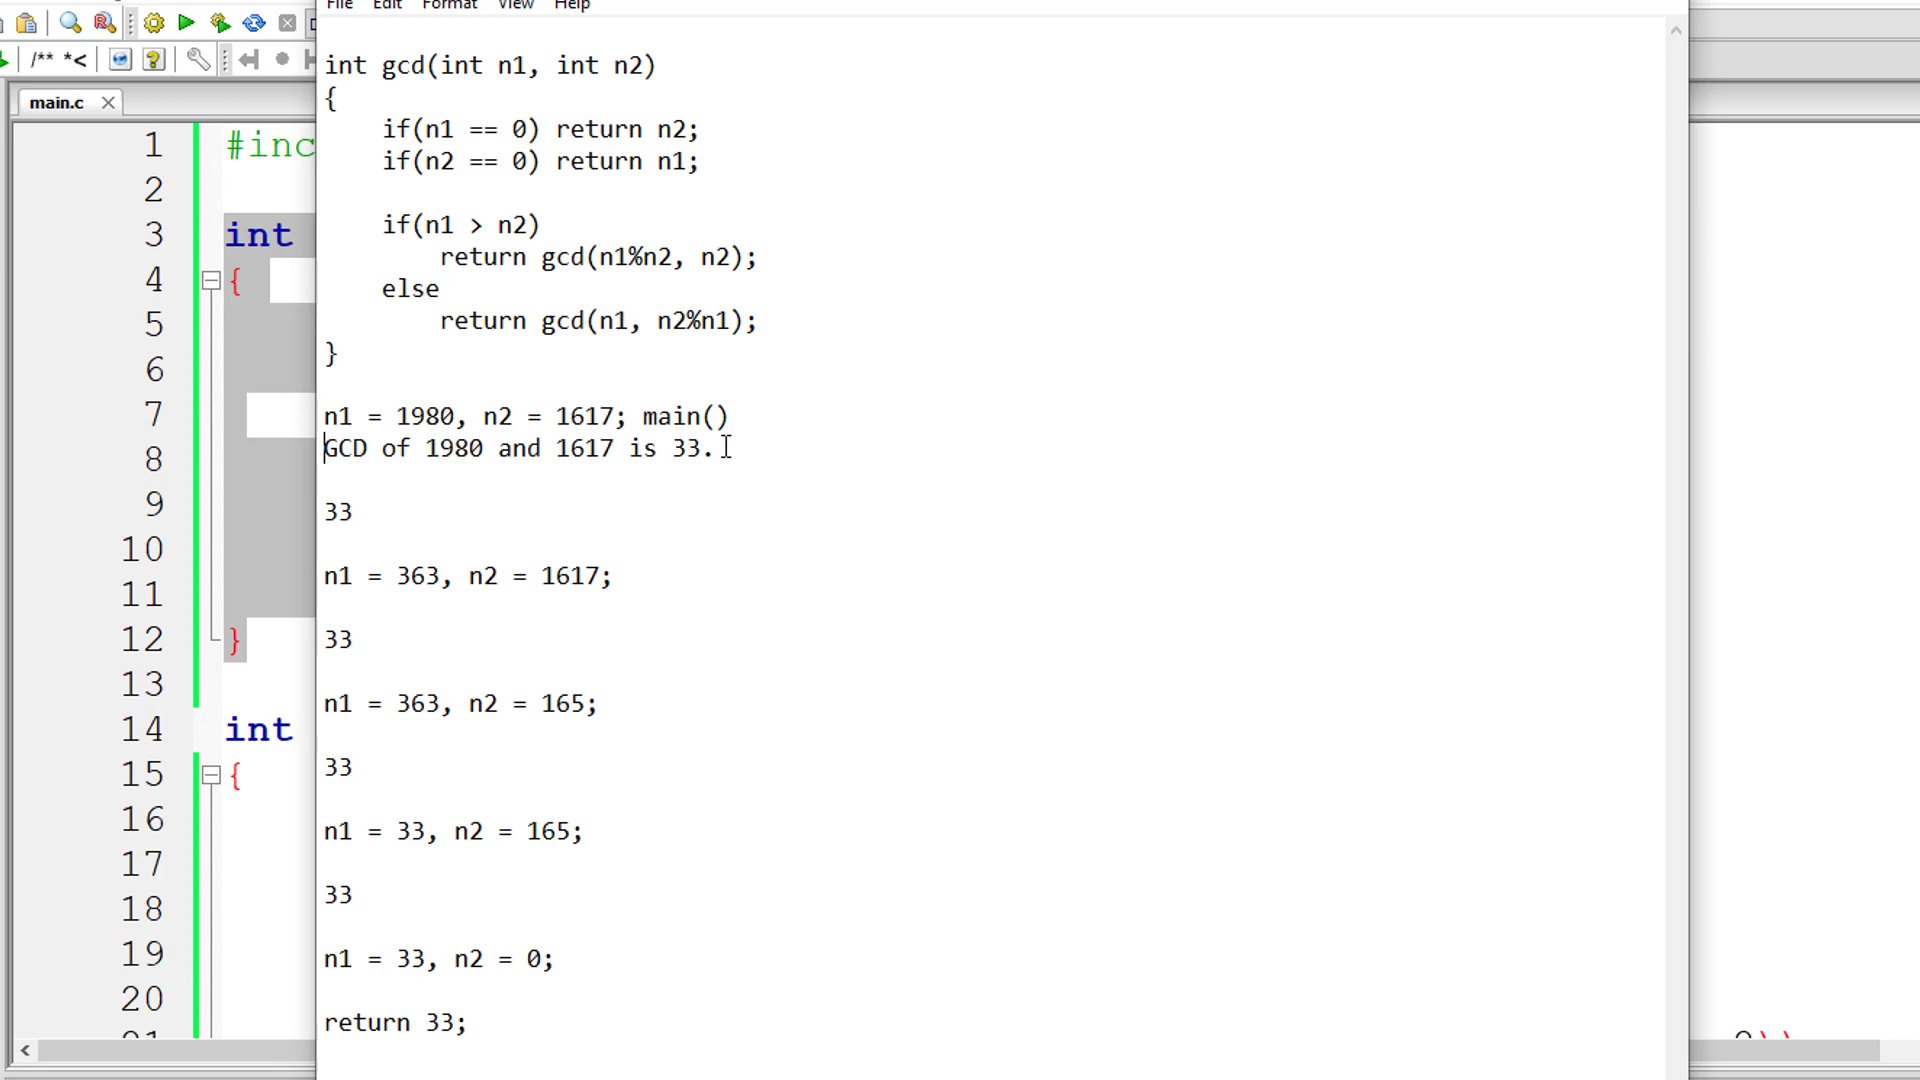 File Edit Format View Help
/** *<
main.c
int gcd(int n1, int n2)
{
if(n1 == 0) return n2;
if(n2 == 0) return n1;
if(n1 > n2)
return gcd(n1%n2, n2);
else
return gcd(n1, n2%n1);
}
n1 = 1980, n2 = 1617; main()
GCD of 1980 and 1617 is 33.
33
n1 = 363, n2 = 1617;
33
n1 = 363, n2 = 165;
33
n1 = 33, n2 = 165;
33
n1 = 33, n2 = 0;
return 33;
1 #inc
2
3 int
4 {
5
6
7
8
9
10
11
12 }
13
14 int
15 {
16
17
18
19
20